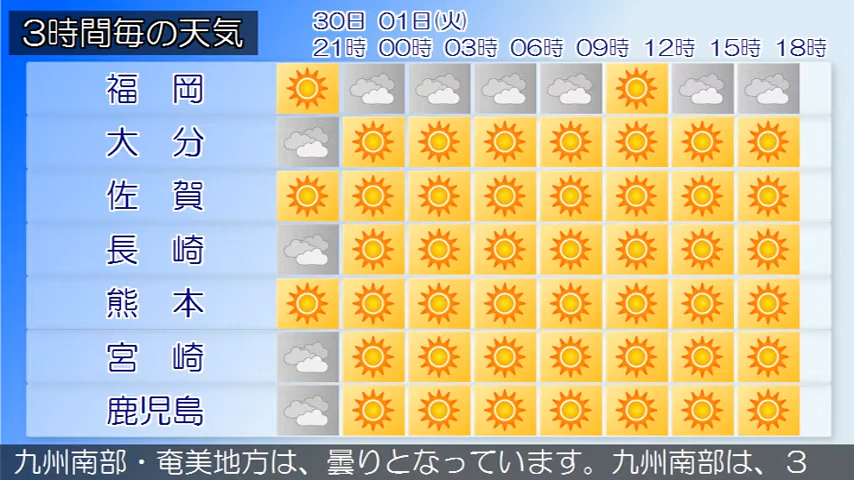 3時間毎の天気
30日 01日(火)
21時 00時 03時 06時 09時 12時 15時 18時
福 岡
大 分
佐 賀
長 崎
熊 本
宮 崎
鹿児島
九州南部・奄美地方は、曇りとなっています。九州南部は、3